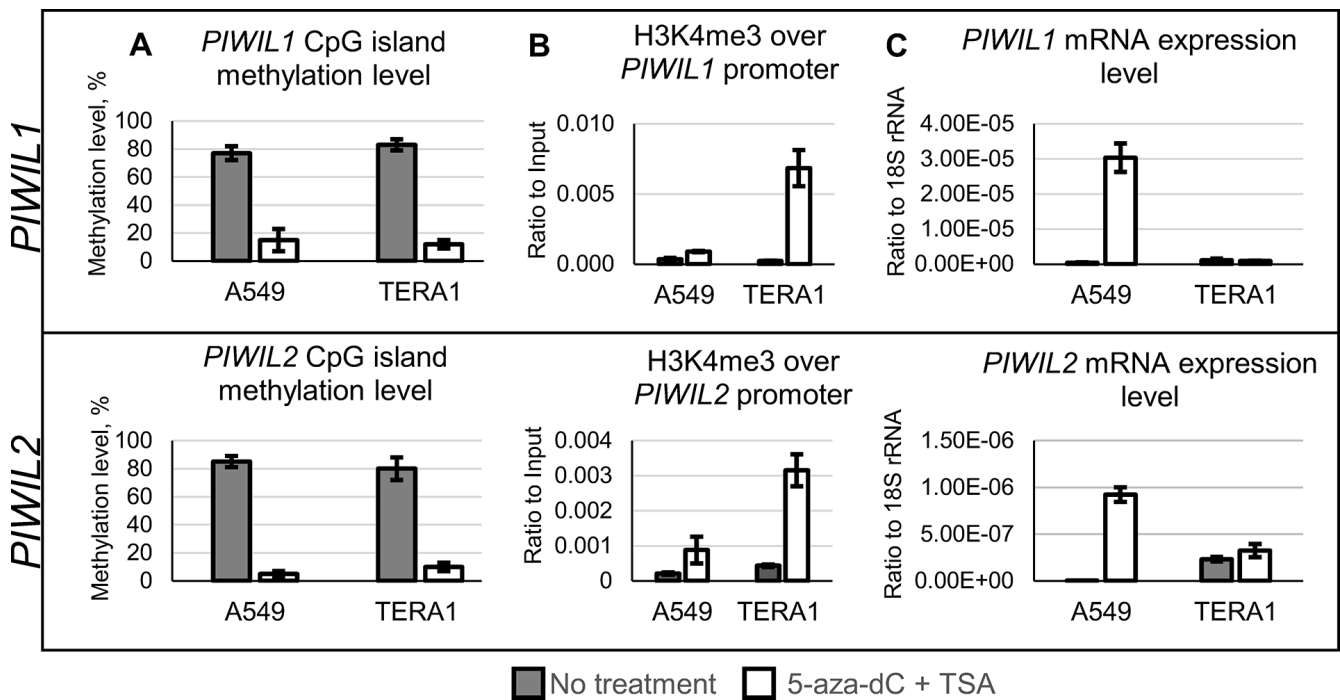 PIWIL1
A
PIWIL1 CpG island
methylation level
Methylation level, %
100
80
60
40
20
0
A549
TERA1
B
H3K4me3 over
PIWIL1 promoter
Ratio to Input
0.010
0.005
0.000
A549
TERA1
C
PIWIL1 mRNA expression
level
Ratio to 18S rRNA
4.00E-05
3.00E-05
2.00E-05
1.00E-05
0.00E+00
A549
TERA1
PIWIL2
PIWIL2 CpG island
methylation level
Methylation level, %
100
80
60
40
20
0
A549
TERA1
H3K4me3 over
PIWIL2 promoter
Ratio to Input
0.004
0.003
0.002
0.001
0
A549
TERA1
PIWIL2 mRNA expression
level
Ratio to 18S rRNA
1.50E-06
1.00E-06
5.00E-07
0.00E+00
A549
TERA1
No treatment
5-aza-dC + TSA